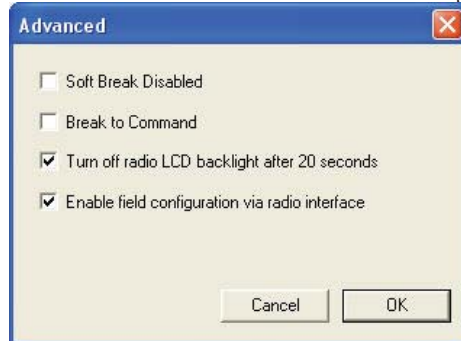 Advanced
Soft Break Disabled
Break to Command
Turn off radio LCD backlight after 20 seconds
Enable field configuration via radio interface
Cancel OK